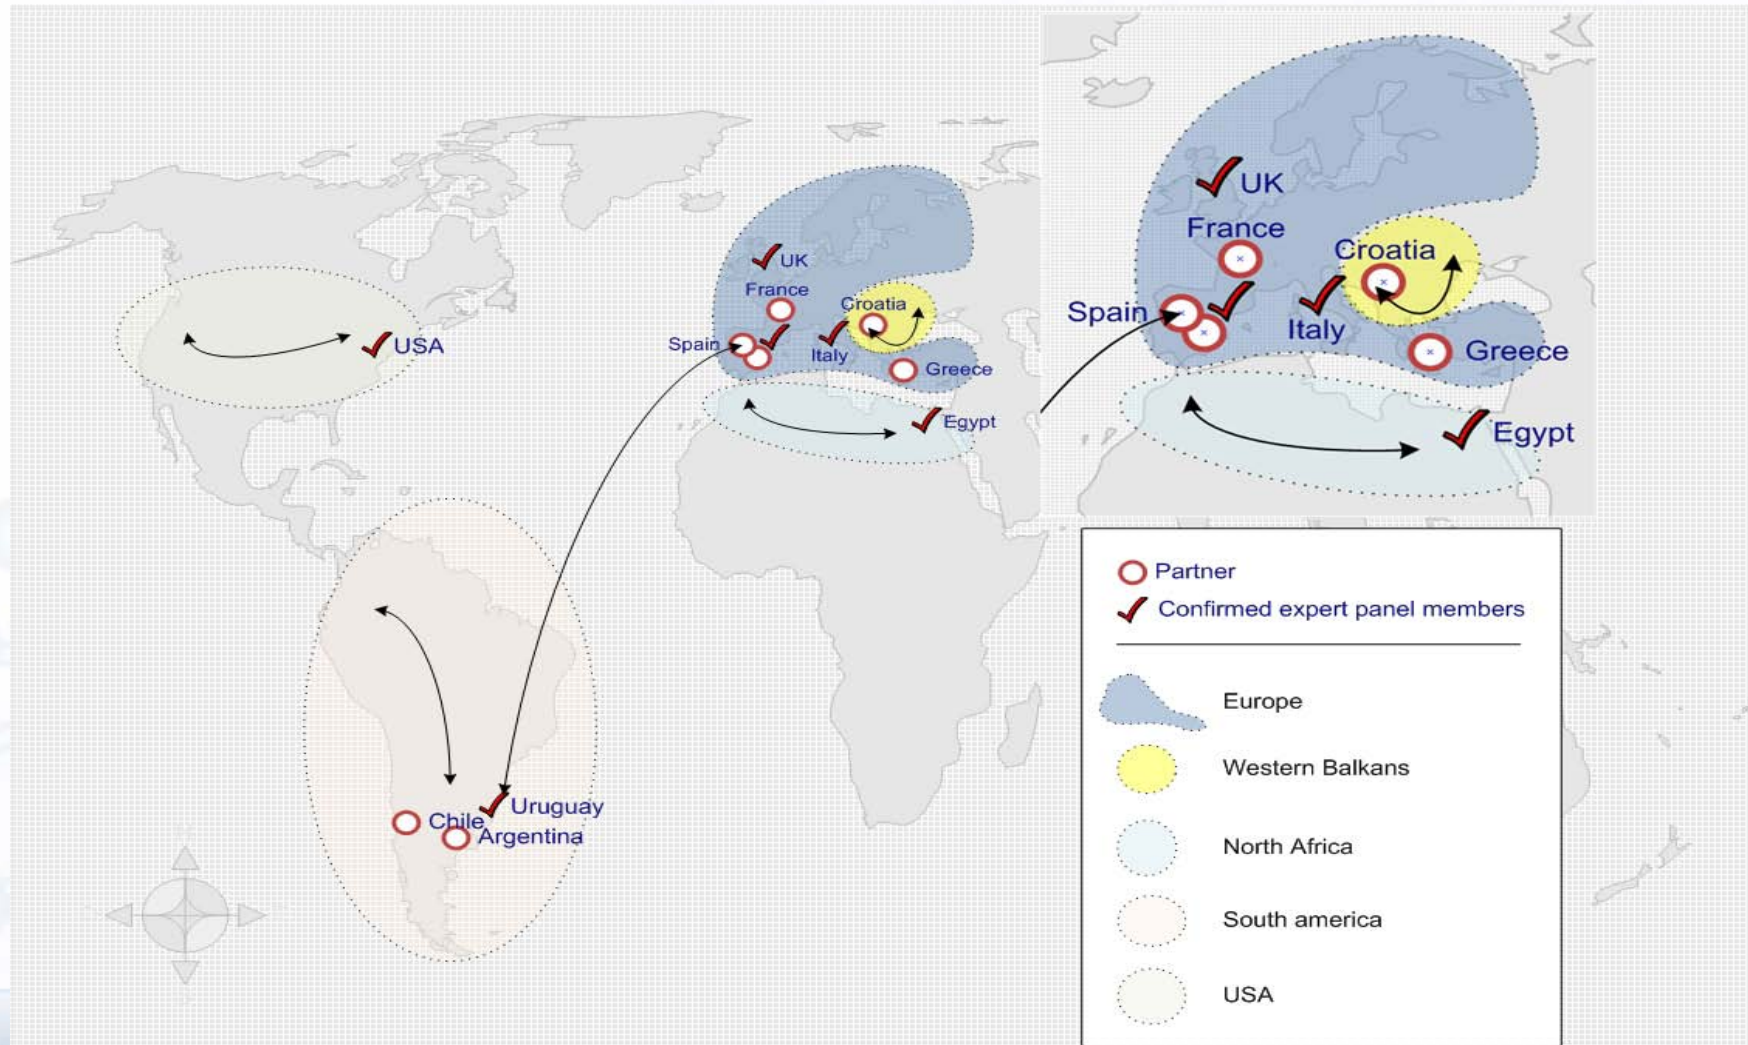 UK
France
Croatia
Spain
Italy
Greece
Egypt
USA
Uruguay
Chile
Argentina
UK
France
Croatia
Spain
Italy
Greece
Egypt
Partner
Confirmed expert panel members
Europe
Western Balkans
North Africa
South america
USA